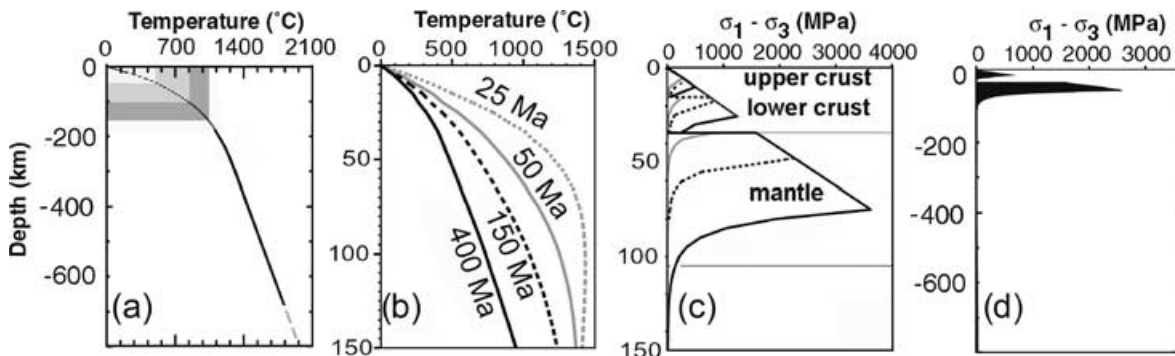 Temperature (˚C)
0 700 1400 2100
0
-200
-400
-600
Depth (km)
(a)
Temperature (˚C)
0 500 1000 1500
0
50
100
150
25 Ma
50 Ma
150 Ma
400 Ma
(b)
σ1 - σ3 (MPa)
0 1000 2000 3000 4000
0
50
100
150
upper crust
lower crust
mantle
(c)
σ1 - σ3 (MPa)
0 1000 2000 3000
0
-200
-400
-600
(d)